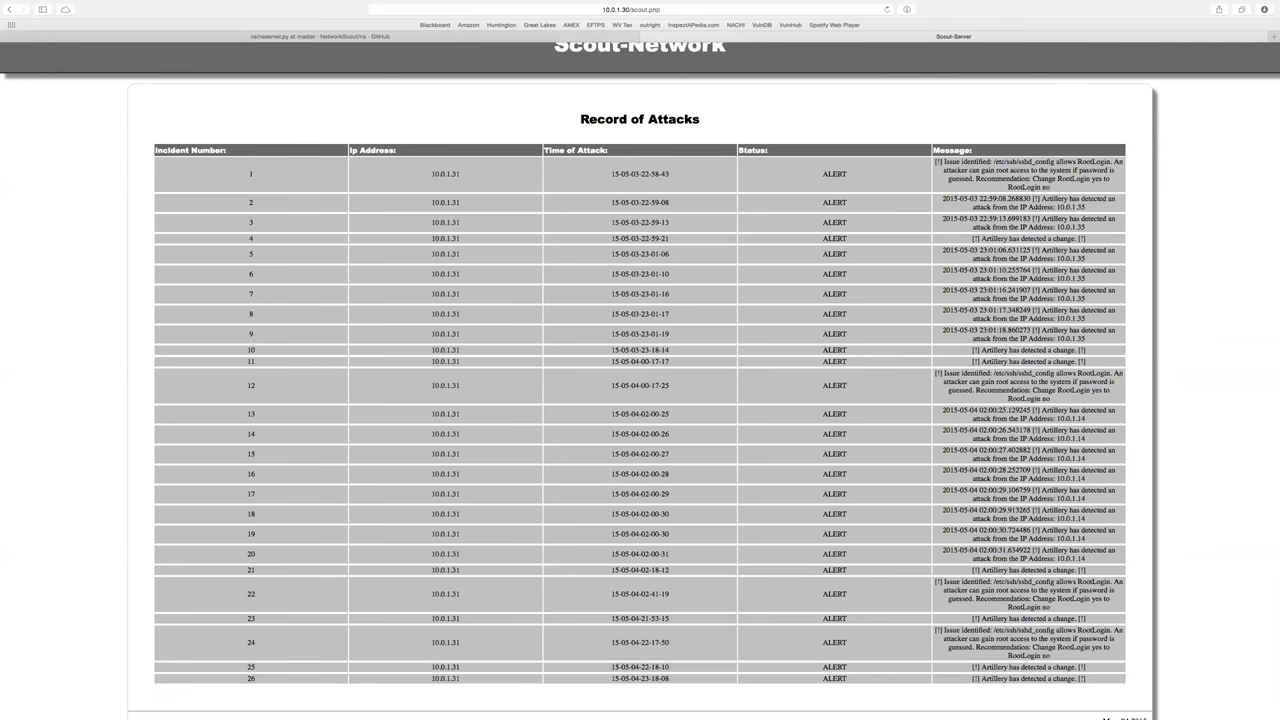 10.0.1.30/scout.php
Blackboard Amazon Huntington Great Lakes AMEX EFTPS WV Tax outright InspectAPedia.com NACHI VulnDB VulnHub Spotify Web Player
ns/nsserver.py at master · NetworkScout/ns · GitHub Scout-Server
Scout-Network
Record of Attacks
Incident Number: Ip Address: Time of Attack: Status: Message:
1 10.0.1.31 15-05-03-22-58-43 ALERT [!] Issue identified: /etc/ssh/sshd_config allows RootLogin. An
attacker can gain root access to the system if password is
guessed. Recommendation: Change RootLogin yes to
RootLogin no
2 10.0.1.31 15-05-03-22-59-08 ALERT 2015-05-03 22:59:08.268830 [!] Artillery has detected an
attack from the IP Address: 10.0.1.35
3 10.0.1.31 15-05-03-22-59-13 ALERT 2015-05-03 22:59:13.699183 [!] Artillery has detected an
attack from the IP Address: 10.0.1.35
4 10.0.1.31 15-05-03-22-59-21 ALERT [!] Artillery has detected a change. [!]
5 10.0.1.31 15-05-03-23-01-06 ALERT 2015-05-03 23:01:06.631125 [!] Artillery has detected an
attack from the IP Address: 10.0.1.35
6 10.0.1.31 15-05-03-23-01-10 ALERT 2015-05-03 23:01:10.255764 [!] Artillery has detected an
attack from the IP Address: 10.0.1.35
7 10.0.1.31 15-05-03-23-01-16 ALERT 2015-05-03 23:01:16.241907 [!] Artillery has detected an
attack from the IP Address: 10.0.1.35
8 10.0.1.31 15-05-03-23-01-17 ALERT 2015-05-03 23:01:17.348249 [!] Artillery has detected an
attack from the IP Address: 10.0.1.35
9 10.0.1.31 15-05-03-23-01-19 ALERT 2015-05-03 23:01:18.860273 [!] Artillery has detected an
attack from the IP Address: 10.0.1.35
10 10.0.1.31 15-05-03-23-18-14 ALERT [!] Artillery has detected a change. [!]
11 10.0.1.31 15-05-04-00-17-17 ALERT [!] Artillery has detected a change. [!]
12 10.0.1.31 15-05-04-00-17-25 ALERT [!] Issue identified: /etc/ssh/sshd_config allows RootLogin. An
attacker can gain root access to the system if password is
guessed. Recommendation: Change RootLogin yes to
RootLogin no
13 10.0.1.31 15-05-04-02-00-25 ALERT 2015-05-04 02:00:25.129245 [!] Artillery has detected an
attack from the IP Address: 10.0.1.14
14 10.0.1.31 15-05-04-02-00-26 ALERT 2015-05-04 02:00:26.543178 [!] Artillery has detected an
attack from the IP Address: 10.0.1.14
15 10.0.1.31 15-05-04-02-00-27 ALERT 2015-05-04 02:00:27.402882 [!] Artillery has detected an
attack from the IP Address: 10.0.1.14
16 10.0.1.31 15-05-04-02-00-28 ALERT 2015-05-04 02:00:28.252709 [!] Artillery has detected an
attack from the IP Address: 10.0.1.14
17 10.0.1.31 15-05-04-02-00-29 ALERT 2015-05-04 02:00:29.106759 [!] Artillery has detected an
attack from the IP Address: 10.0.1.14
18 10.0.1.31 15-05-04-02-00-30 ALERT 2015-05-04 02:00:29.913265 [!] Artillery has detected an
attack from the IP Address: 10.0.1.14
19 10.0.1.31 15-05-04-02-00-30 ALERT 2015-05-04 02:00:30.724486 [!] Artillery has detected an
attack from the IP Address: 10.0.1.14
20 10.0.1.31 15-05-04-02-00-31 ALERT 2015-05-04 02:00:31.634922 [!] Artillery has detected an
attack from the IP Address: 10.0.1.14
21 10.0.1.31 15-05-04-02-18-12 ALERT [!] Artillery has detected a change. [!]
22 10.0.1.31 15-05-04-02-41-19 ALERT [!] Issue identified: /etc/ssh/sshd_config allows RootLogin. An
attacker can gain root access to the system if password is
guessed. Recommendation: Change RootLogin yes to
RootLogin no
23 10.0.1.31 15-05-04-21-53-15 ALERT [!] Artillery has detected a change. [!]
24 10.0.1.31 15-05-04-22-17-50 ALERT [!] Issue identified: /etc/ssh/sshd_config allows RootLogin. An
attacker can gain root access to the system if password is
guessed. Recommendation: Change RootLogin yes to
RootLogin no
25 10.0.1.31 15-05-04-22-18-10 ALERT [!] Artillery has detected a change. [!]
26 10.0.1.31 15-05-04-23-18-08 ALERT [!] Artillery has detected a change. [!]